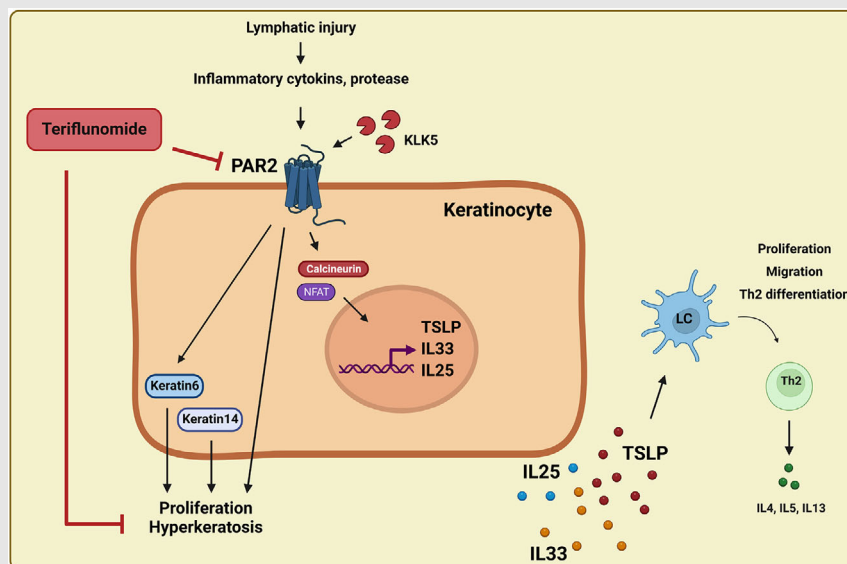 Lymphatic injury
Inflammatory cytokins, protease
Teriflunomide
KLK5
PAR2
Keratinocyte
Calcineurin
NFAT
TSLP
IL33
IL25
Keratin6
Keratin14
Proliferation
Hyperkeratosis
Proliferation
Migration
Th2 differentiation
LC
Th2
TSLP
IL25
IL33
IL4, IL5, IL13